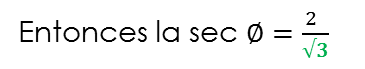 Entonces la sec Ø = 2/√3